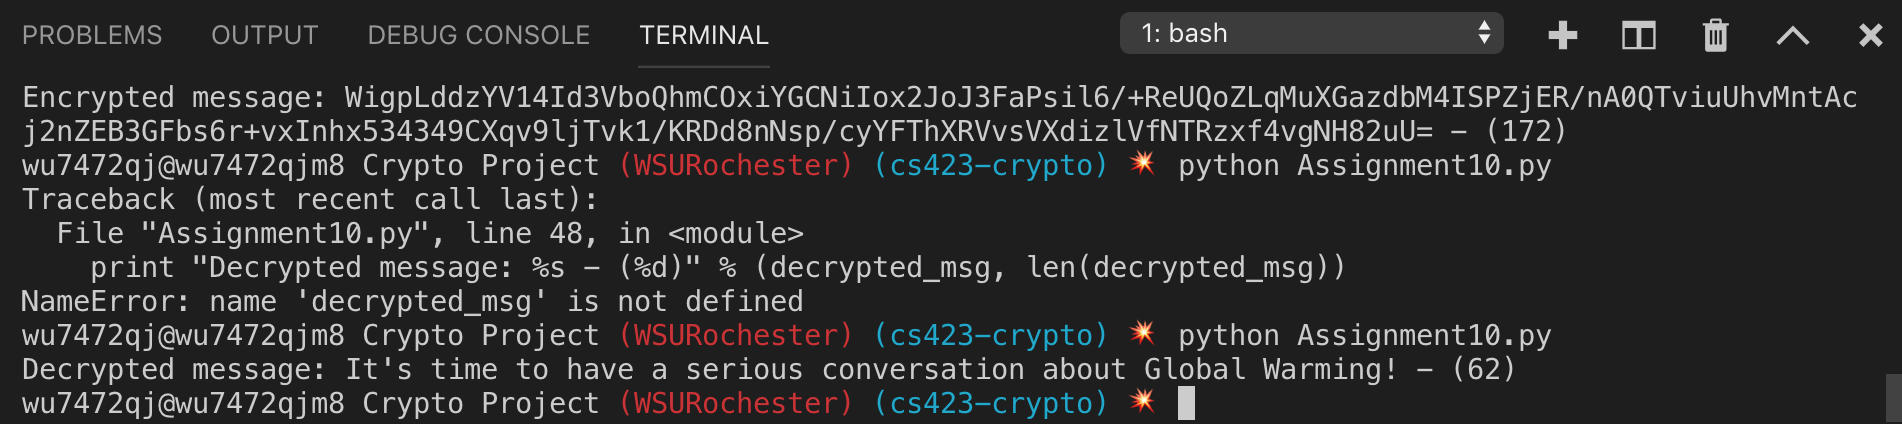 PROBLEMS OUTPUT DEBUG CONSOLE TERMINAL 1: bash
Encrypted message: WigpLddzYV14Id3VboQhmCOxiYGCNiIox2JoJ3FaPsil6/+ReUQoZLqMuXGazdbM4ISPZjER/nA0QTviuUhvMntAc
j2nZEB3GFbs6r+vxInhx534349CXqv9ljTvk1/KRDd8nNsp/cyYFThXRVvsVXdizlVfNTRzxf4vgNH82uU= – (172)
wu7472qj@wu7472qjm8 Crypto Project (WSURochester) (cs423-crypto) 💥 python Assignment10.py
Traceback (most recent call last):
  File "Assignment10.py", line 48, in <module>
    print "Decrypted message: %s – (%d)" % (decrypted_msg, len(decrypted_msg))
NameError: name 'decrypted_msg' is not defined
wu7472qj@wu7472qjm8 Crypto Project (WSURochester) (cs423-crypto) 💥 python Assignment10.py
Decrypted message: It's time to have a serious conversation about Global Warming! – (62)
wu7472qj@wu7472qjm8 Crypto Project (WSURochester) (cs423-crypto) 💥